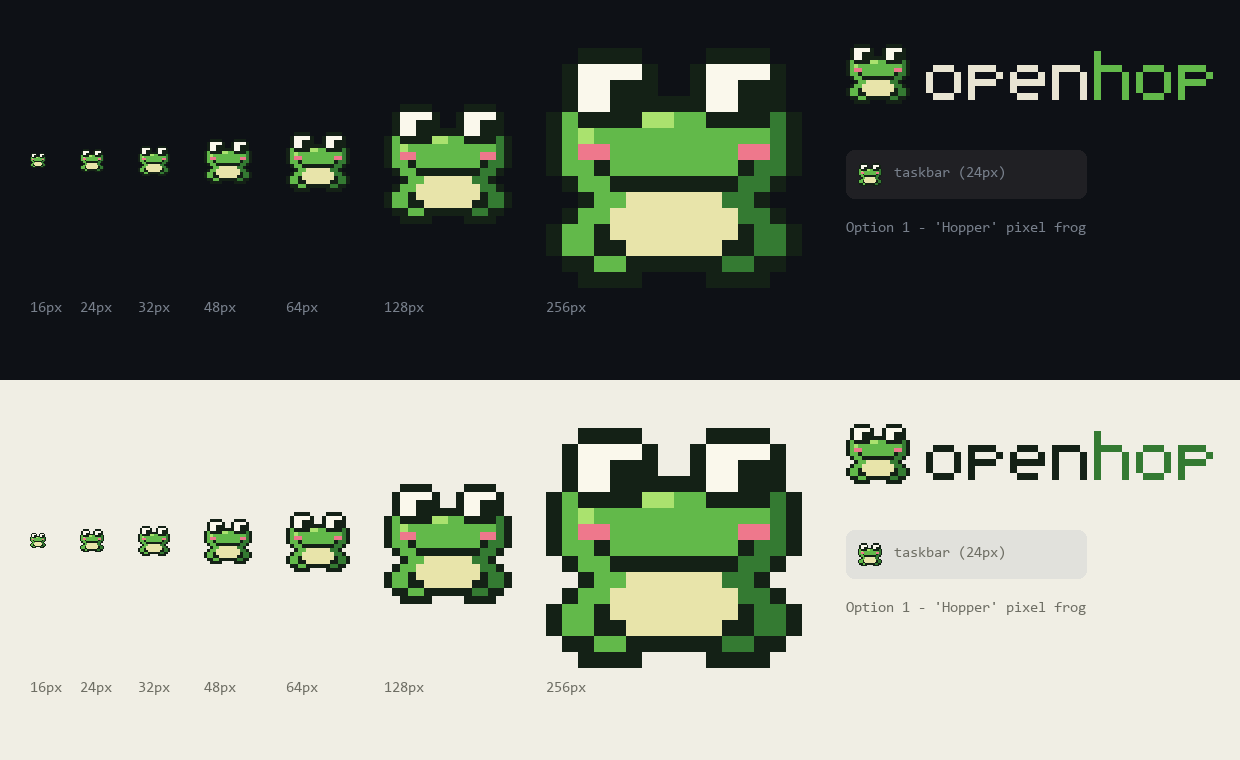 openhop
taskbar (24px)
Option 1 - 'Hopper' pixel frog
16px 24px 32px 48px 64px 128px 256px
openhop
taskbar (24px)
Option 1 - 'Hopper' pixel frog
16px 24px 32px 48px 64px 128px 256px